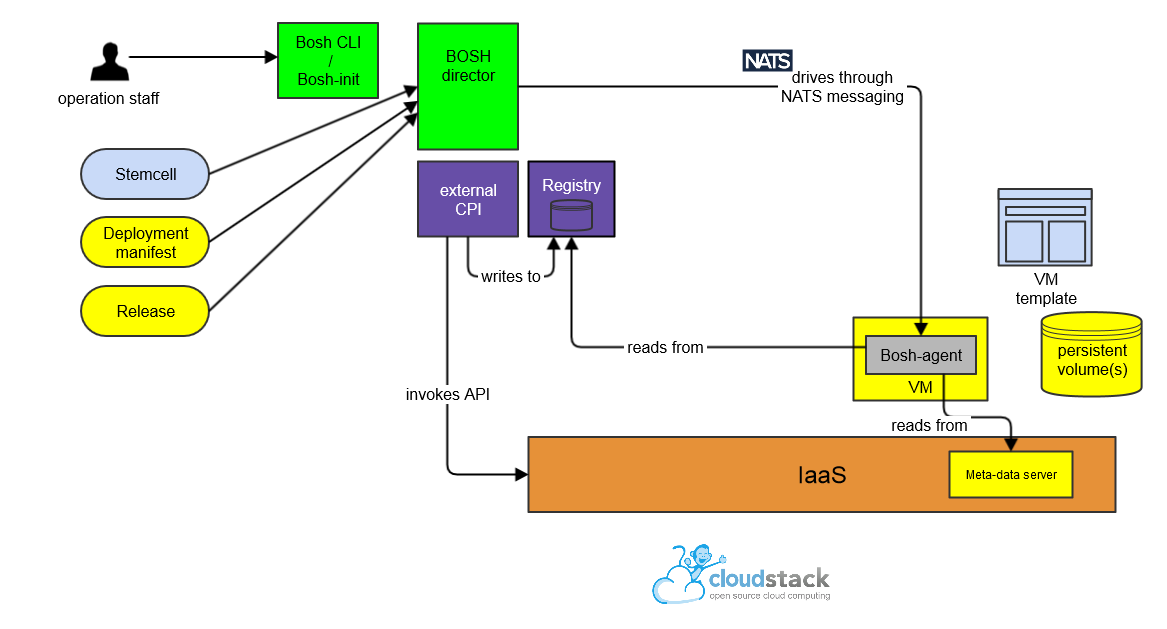 Bosh CLI
/
Bosh-init
operation staff
BOSH
director
NATS
drives through
NATS messaging
Stemcell
Deployment
manifest
Release
external
CPI
Registry
writes to
VM
template
persistent
volume(s)
reads from
Bosh-agent
VM
invokes API
reads from
IaaS
Meta-data server
cloudstack
open source cloud computing